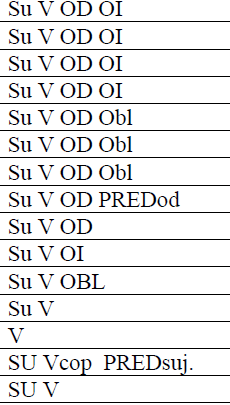 Su V OD OI
Su V OD OI
Su V OD OI
Su V OD OI
Su V OD Obl
Su V OD Obl
Su V OD Obl
Su V OD PREDod
Su V OD
Su V OI
Su V OBL
Su V
V
SU Vcop PREDsuj.
SU V